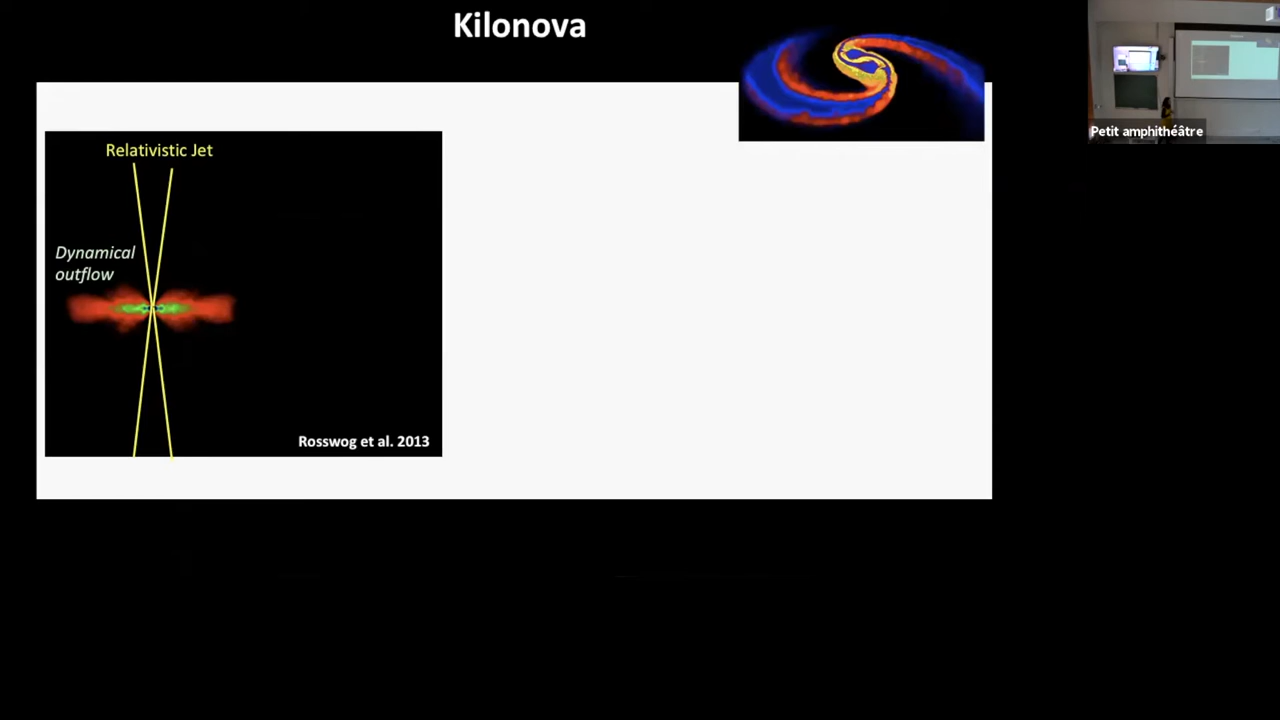 Kilonova
Petit amphithéâtre
Relativistic Jet
Dynamical
outflow
Rosswog et al. 2013